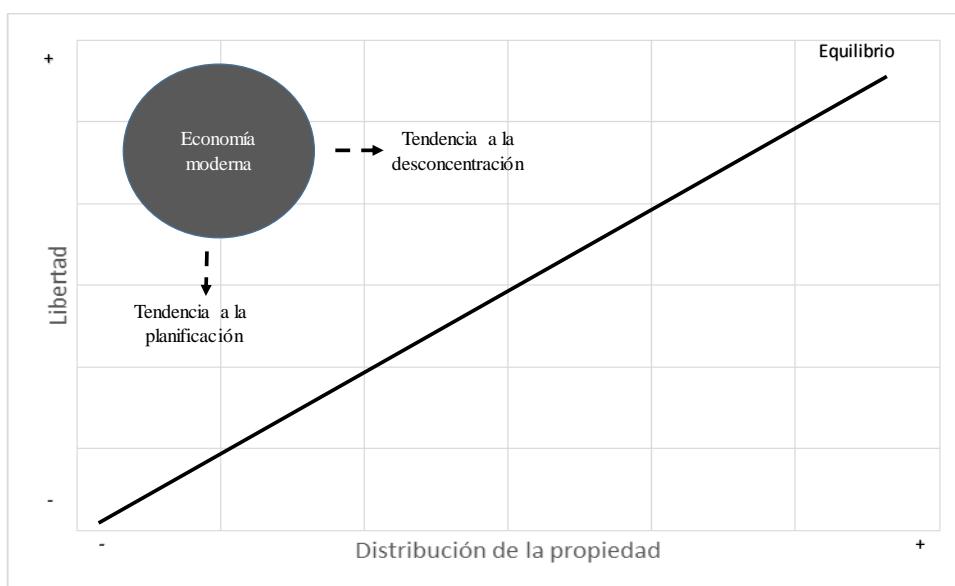 Equilibrio
+
Economía
moderna
Tendencia a la
desconcentración
Libertad
Tendencia a la
planificación
-
-
Distribución de la propiedad
+